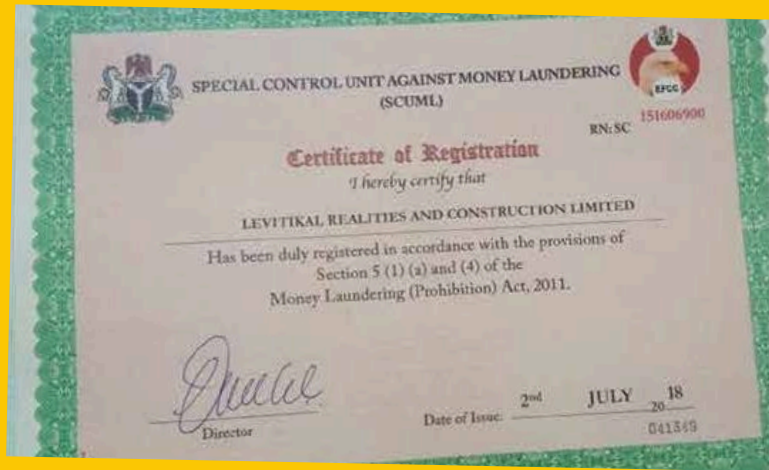 SPECIAL CONTROL UNIT AGAINST MONEY LAUNDERING
(SCUML)
EFCC
RN: SC 151606900
Certificate of Registration
I hereby certify that
LEVITIKAL REALITIES AND CONSTRUCTION LIMITED
Has been duly registered in accordance with the provisions of
Section 5 (1) (a) and (4) of the
Money Laundering (Prohibition) Act, 2011.
Director
Date of Issue: 2nd JULY 20 18
041349